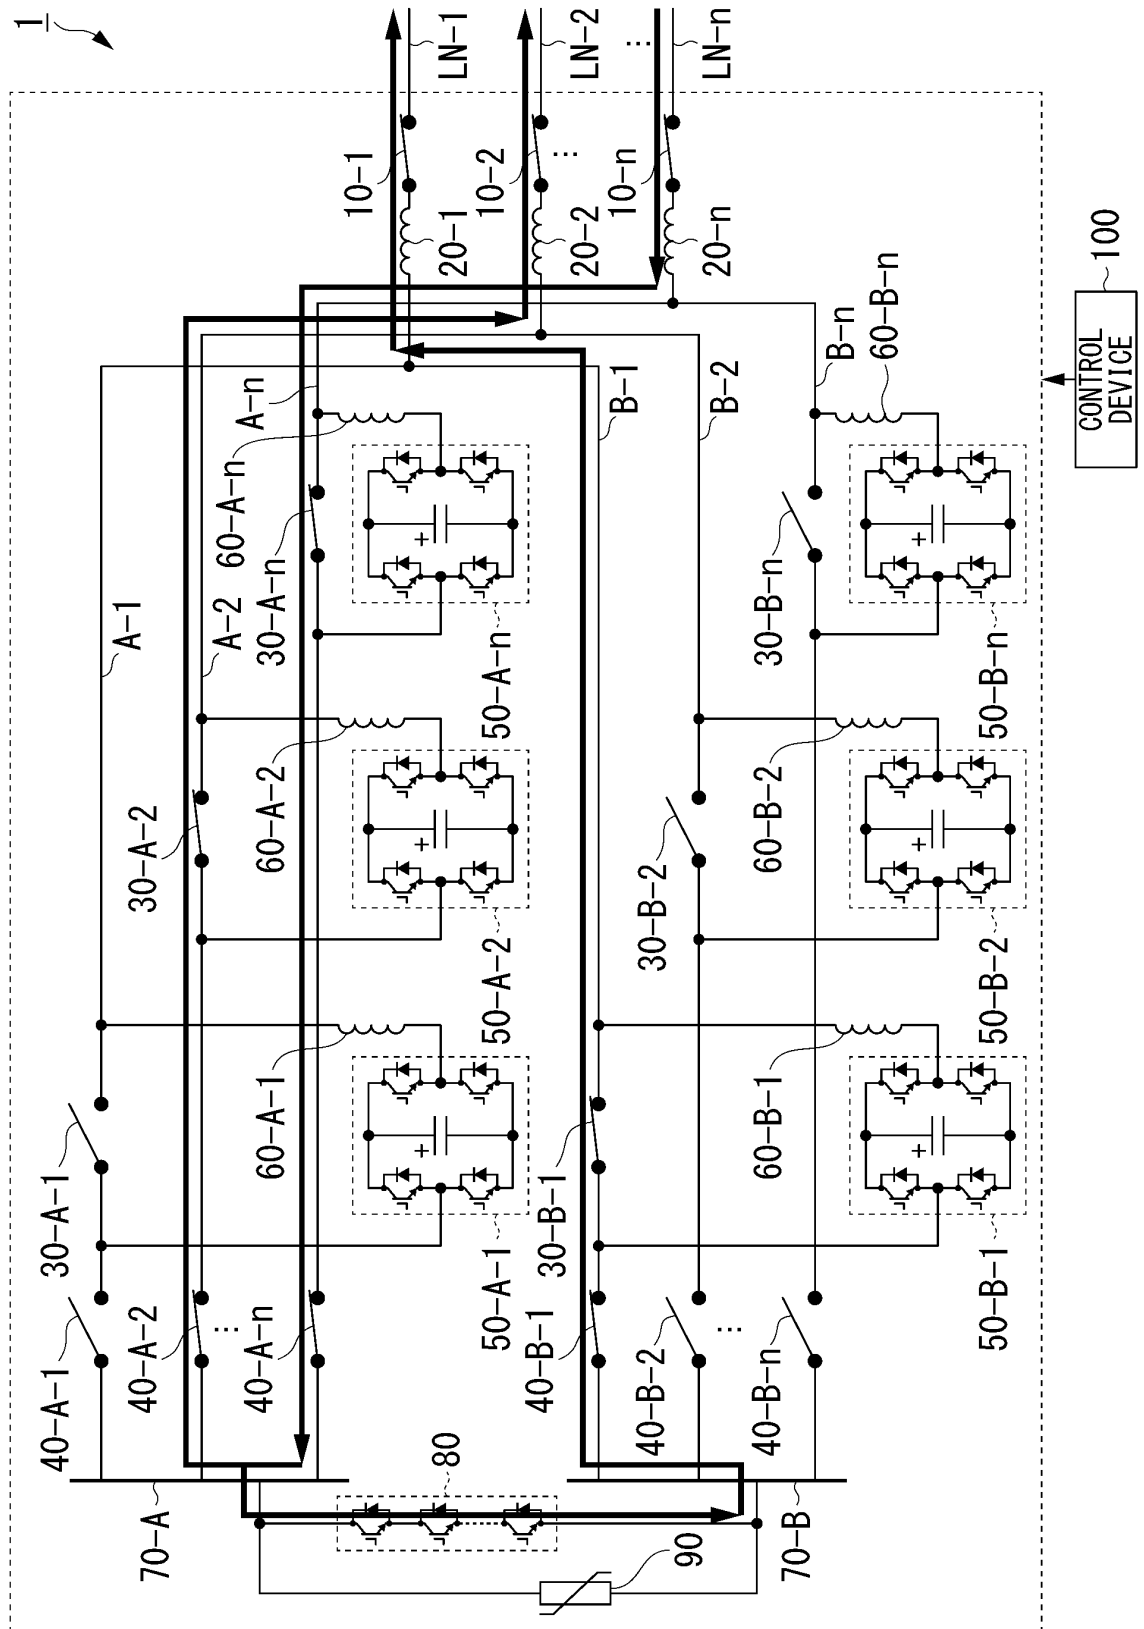 1
LN-1
LN-2
...
LN-n
10-1
10-2
...
10-n
20-1
20-2
20-n
100
CONTROL
DEVICE
A-n
B-1
B-2
B-n
60-B-n
60-A-n
30-A-n
30-B-n
+
+
A-1
A-2
50-A-n
50-B-n
30-A-2
60-A-2
30-B-2
60-B-2
+
+
50-A-2
50-B-2
30-A-1
60-A-1
30-B-1
60-B-1
+
+
50-A-1
50-B-1
40-A-1
40-A-2
...
40-A-n
40-B-1
40-B-2
...
40-B-n
70-A
80
90
70-B